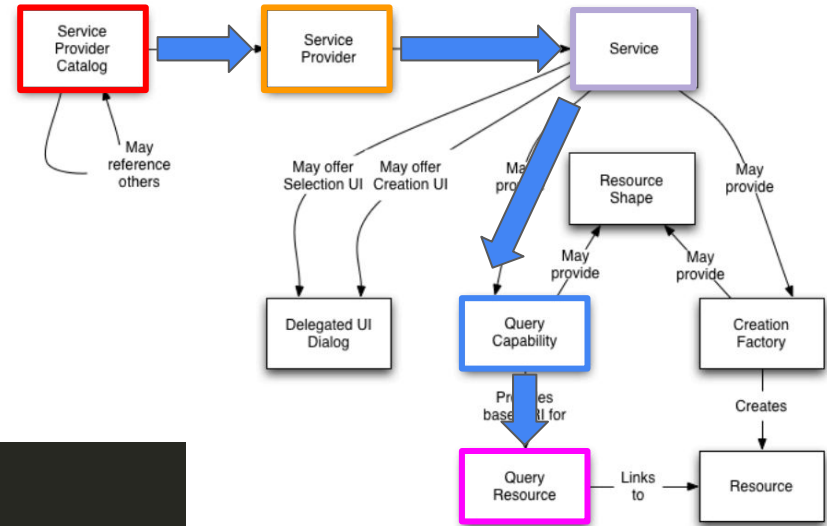 Service
Provider
Catalog
Service
Provider
Service
May
reference
others
May offer
Selection UI
May offer
Creation UI
Resource
Shape
May
provide
May
provide
May
provide
Delegated UI
Dialog
Query
Capability
Creation
Factory
for
Creates
Query
Resource
Links
to
Resource